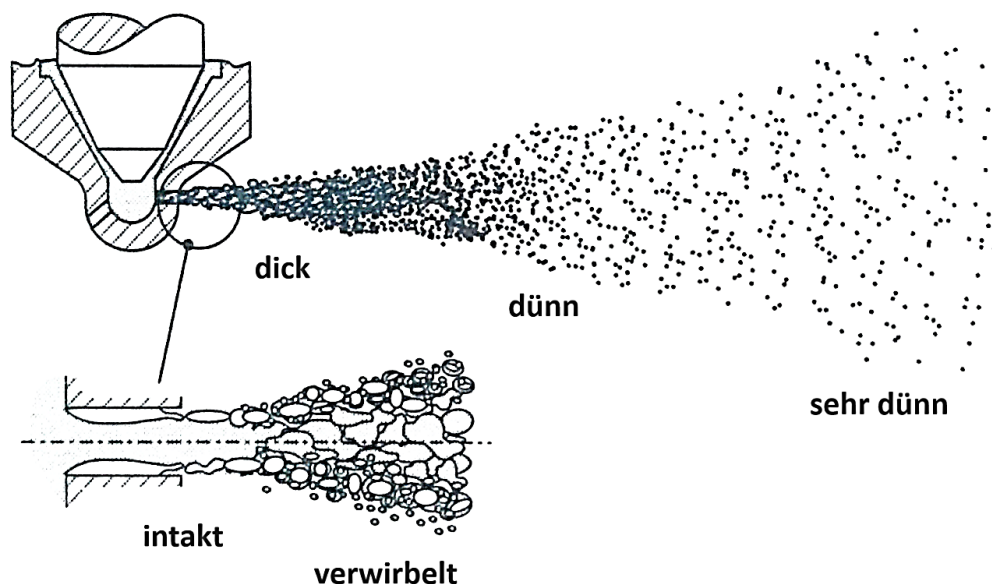 dick
dünn
sehr dünn
intakt
verwirbelt